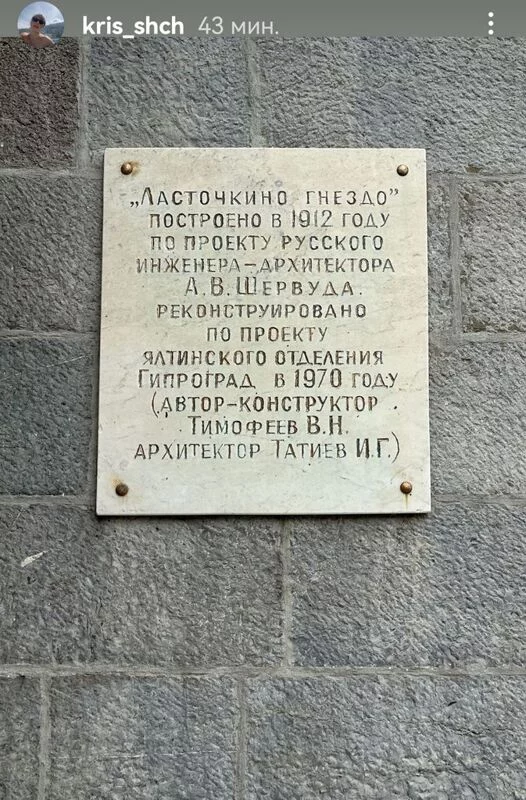 kris_shch 43 мин.
„Ласточкино гнездо”
построено в 1912 году
по проекту русского
инженера-архитектора
А.В.Шервуда.
реконструировано
по проекту
ялтинского отделения
Гипроград в 1970 году
(автор-конструктор
Тимофеев В.Н.
архитектор Татиев И.Г.)